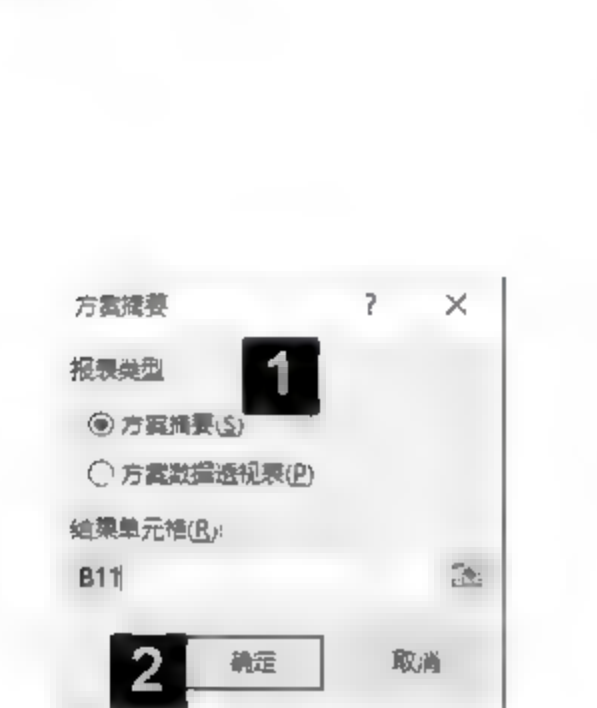 方案摘要 ? ×
报表类型 1
方案摘要(S)
方案数据透视表(P)
结果单元格(R):
B11
2 确定 取消